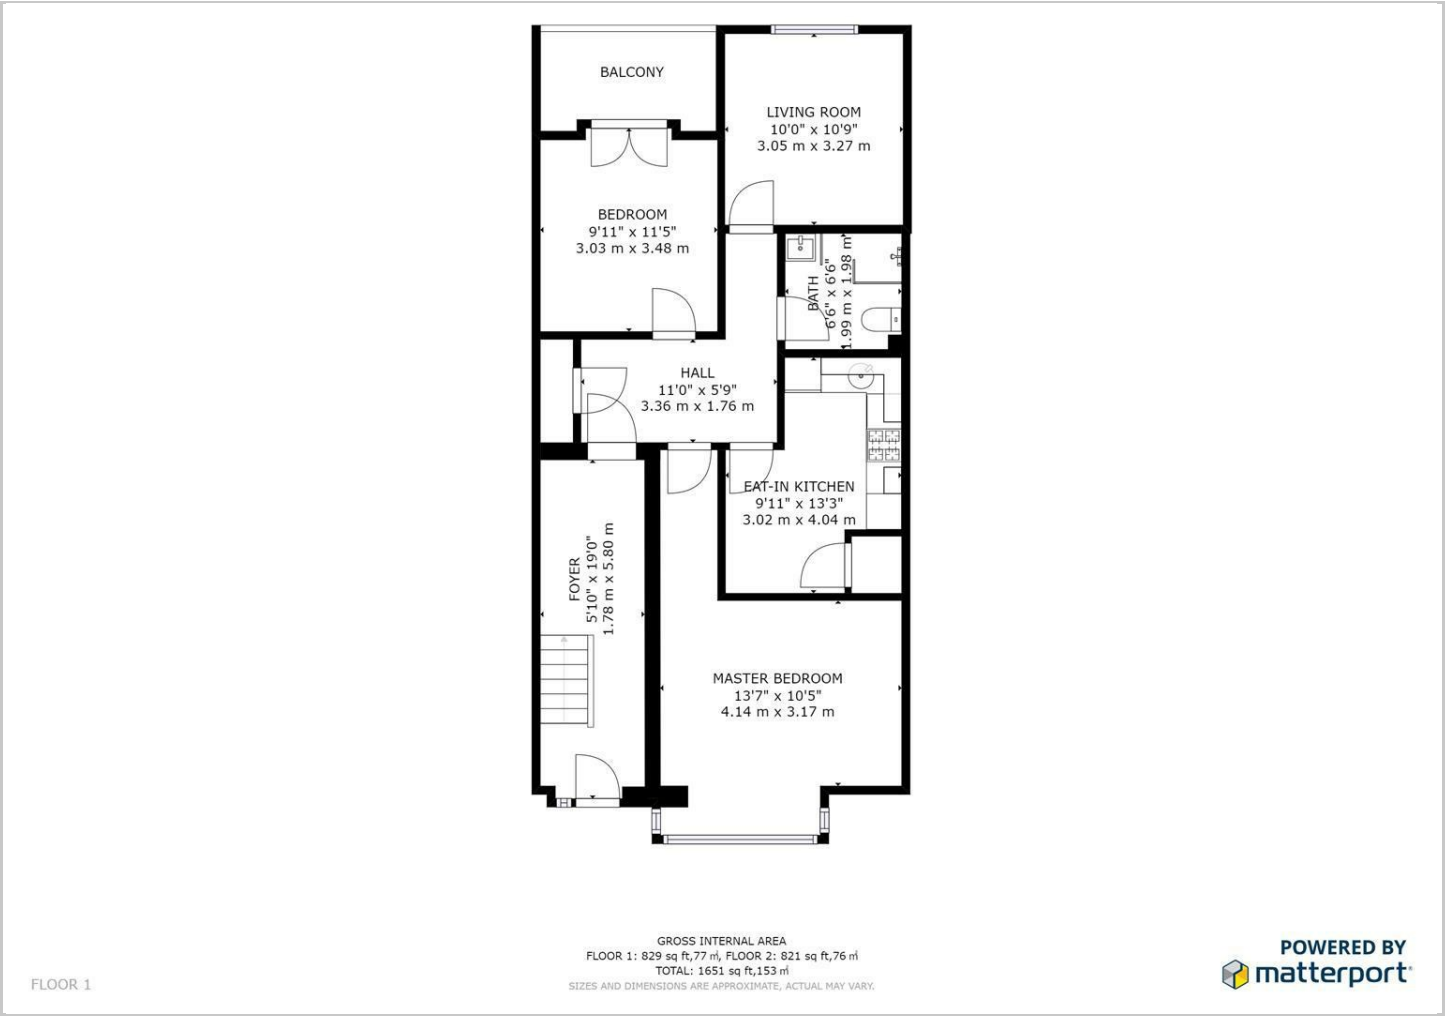 BALCONY
LIVING ROOM
10'0" x 10'9"
3.05 m x 3.27 m
BEDROOM
9'11" x 11'5"
3.03 m x 3.48 m
BATH
6'6" x 6'6"
1.99 m x 1.98 m
HALL
11'0" x 5'9"
3.36 m x 1.76 m
EAT-IN KITCHEN
9'11" x 13'3"
3.02 m x 4.04 m
FOYER
5'10" x 19'0"
1.78 m x 5.80 m
MASTER BEDROOM
13'7" x 10'5"
4.14 m x 3.17 m
GROSS INTERNAL AREA
FLOOR 1: 829 sq ft,77 ㎡, FLOOR 2: 821 sq ft,76 ㎡
TOTAL: 1651 sq ft,153 ㎡
SIZES AND DIMENSIONS ARE APPROXIMATE, ACTUAL MAY VARY.
FLOOR 1
POWERED BY
matterport